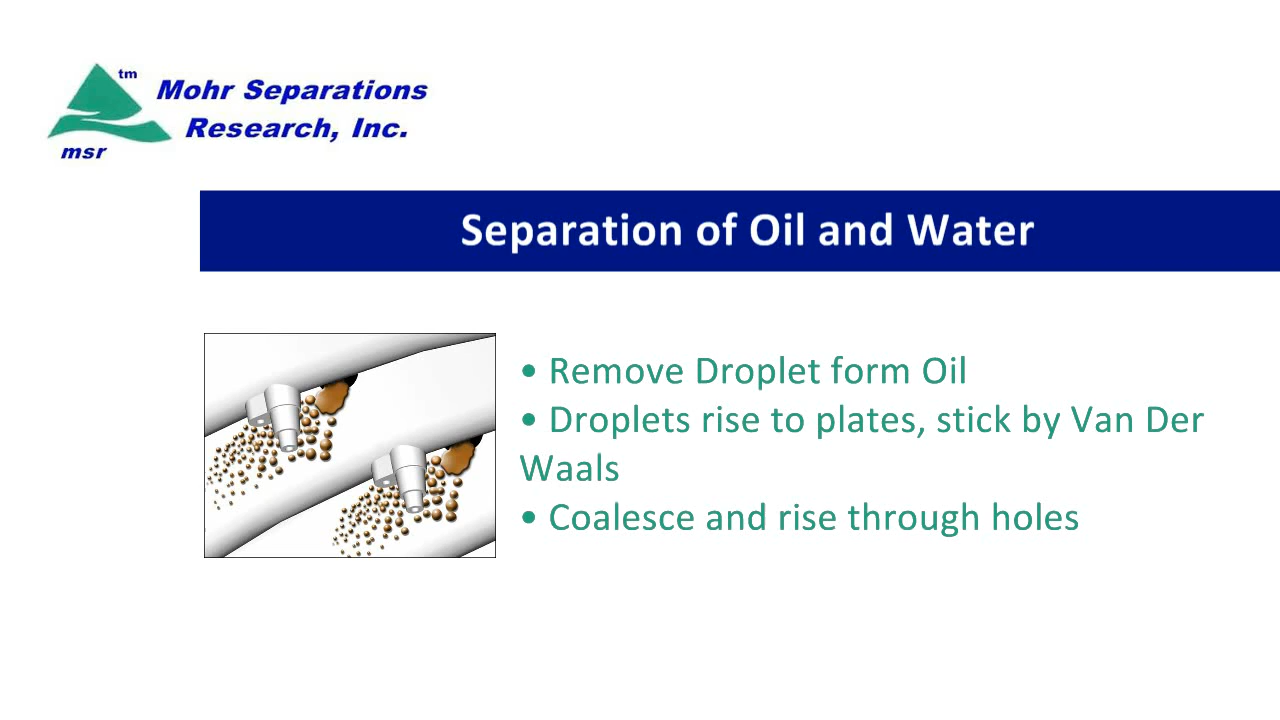 tm
Mohr Separations
Research, Inc.
msr
Separation of Oil and Water
• Remove Droplet form Oil
• Droplets rise to plates, stick by Van Der
Waals
• Coalesce and rise through holes